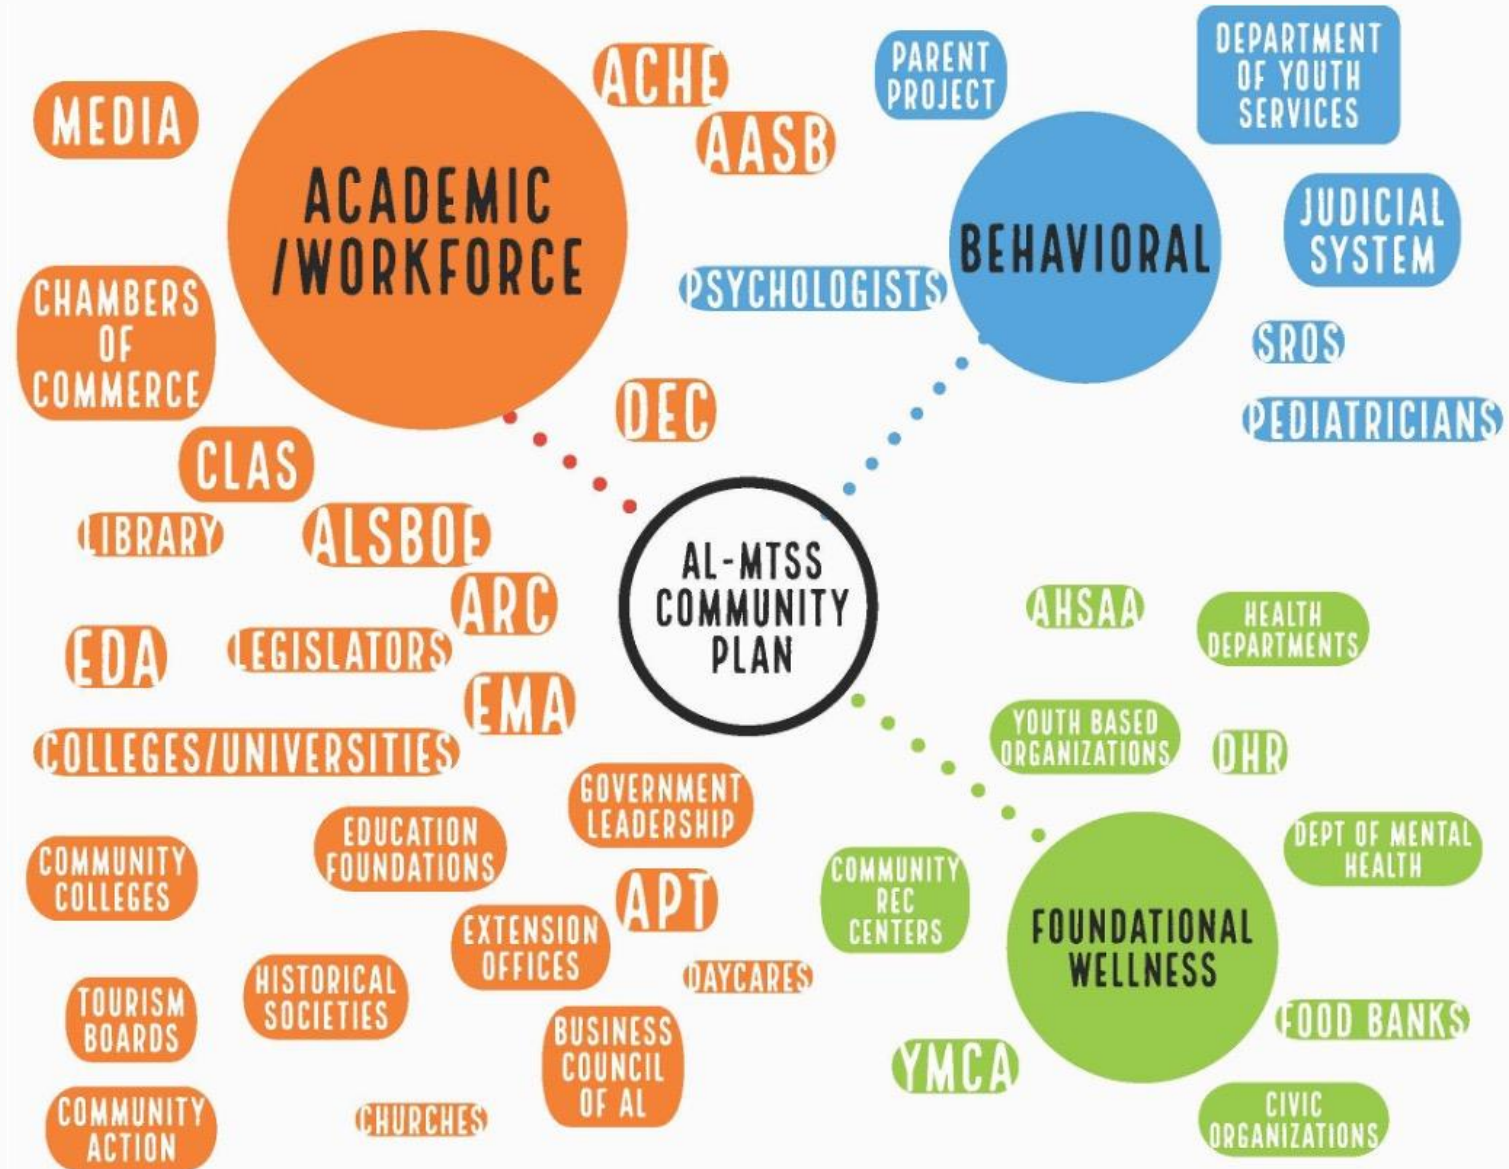 MEDIA
ACADEMIC
/WORKFORCE
ACHE
AASB
PARENT
PROJECT
DEPARTMENT
OF YOUTH
SERVICES
BEHAVIORAL
JUDICIAL
SYSTEM
PSYCHOLOGISTS
SROS
PEDIATRICIANS
CHAMBERS
OF
COMMERCE
DEC
CLAS
LIBRARY
ALSBOE
ARC
EDA
LEGISLATORS
EMA
COLLEGES/UNIVERSITIES
AL-MTSS
COMMUNITY
PLAN
AHSAA
HEALTH
DEPARTMENTS
YOUTH BASED
ORGANIZATIONS
DHR
GOVERNMENT
LEADERSHIP
EDUCATION
FOUNDATIONS
COMMUNITY
COLLEGES
APT
EXTENSION
OFFICES
DAYCARES
COMMUNITY
REC
CENTERS
FOUNDATIONAL
WELLNESS
DEPT OF MENTAL
HEALTH
TOURISM
BOARDS
HISTORICAL
SOCIETIES
BUSINESS
COUNCIL
OF AL
YMCA
FOOD BANKS
COMMUNITY
ACTION
CHURCHES
CIVIC
ORGANIZATIONS